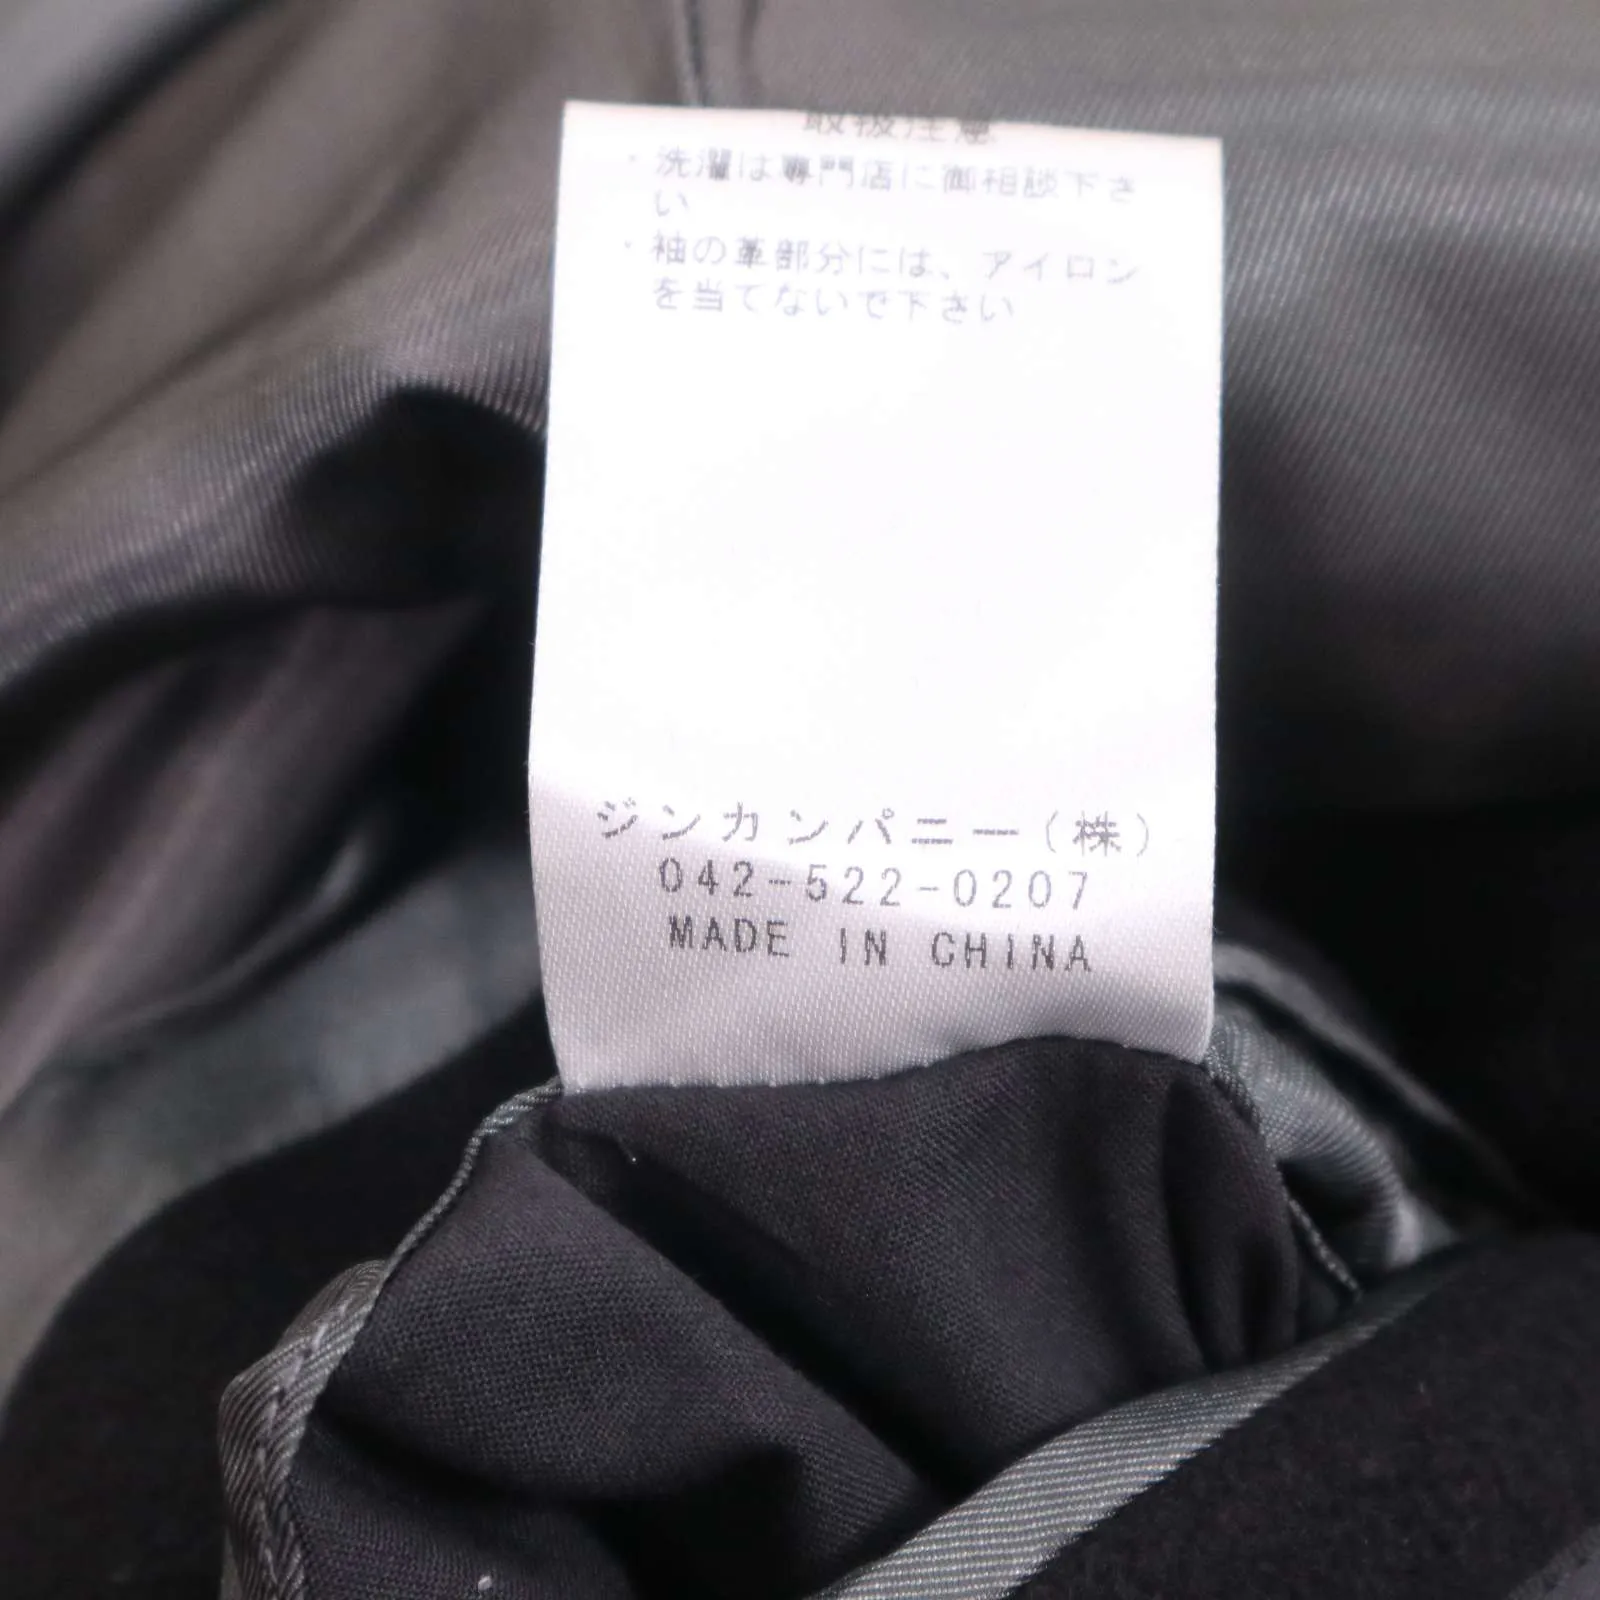 取扱注意
・洗濯は専門店に御相談下さ
い
・袖の革部分には、アイロン
を当てないで下さい
ジンカンパニー(株)
042-522-0207
MADE IN CHINA